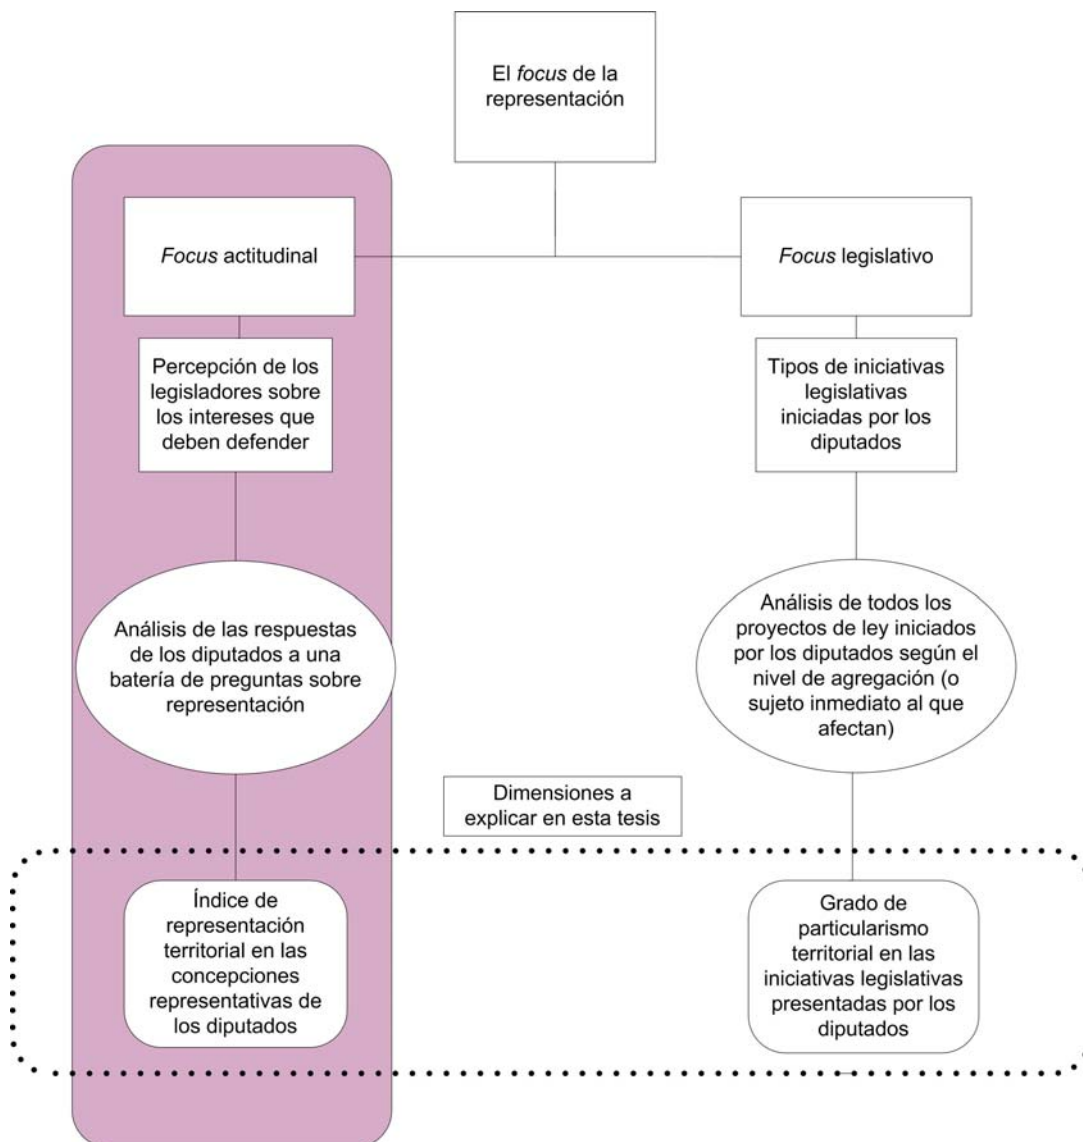 El focus de la
representación
Focus actitudinal
Focus legislativo
Percepción de los
legisladores sobre
los intereses que
deben defender
Tipos de iniciativas
legislativas
iniciadas por los
diputados
Análisis de las respuestas
de los diputados a una
batería de preguntas sobre
representación
Análisis de todos los
proyectos de ley iniciados
por los diputados según el
nivel de agregación (o
sujeto inmediato al que
afectan)
Dimensiones a
explicar en esta tesis
Índice de
representación
territorial en las
concepciones
representativas de
los diputados
Grado de
particularismo
territorial en las
iniciativas legislativas
presentadas por los
diputados